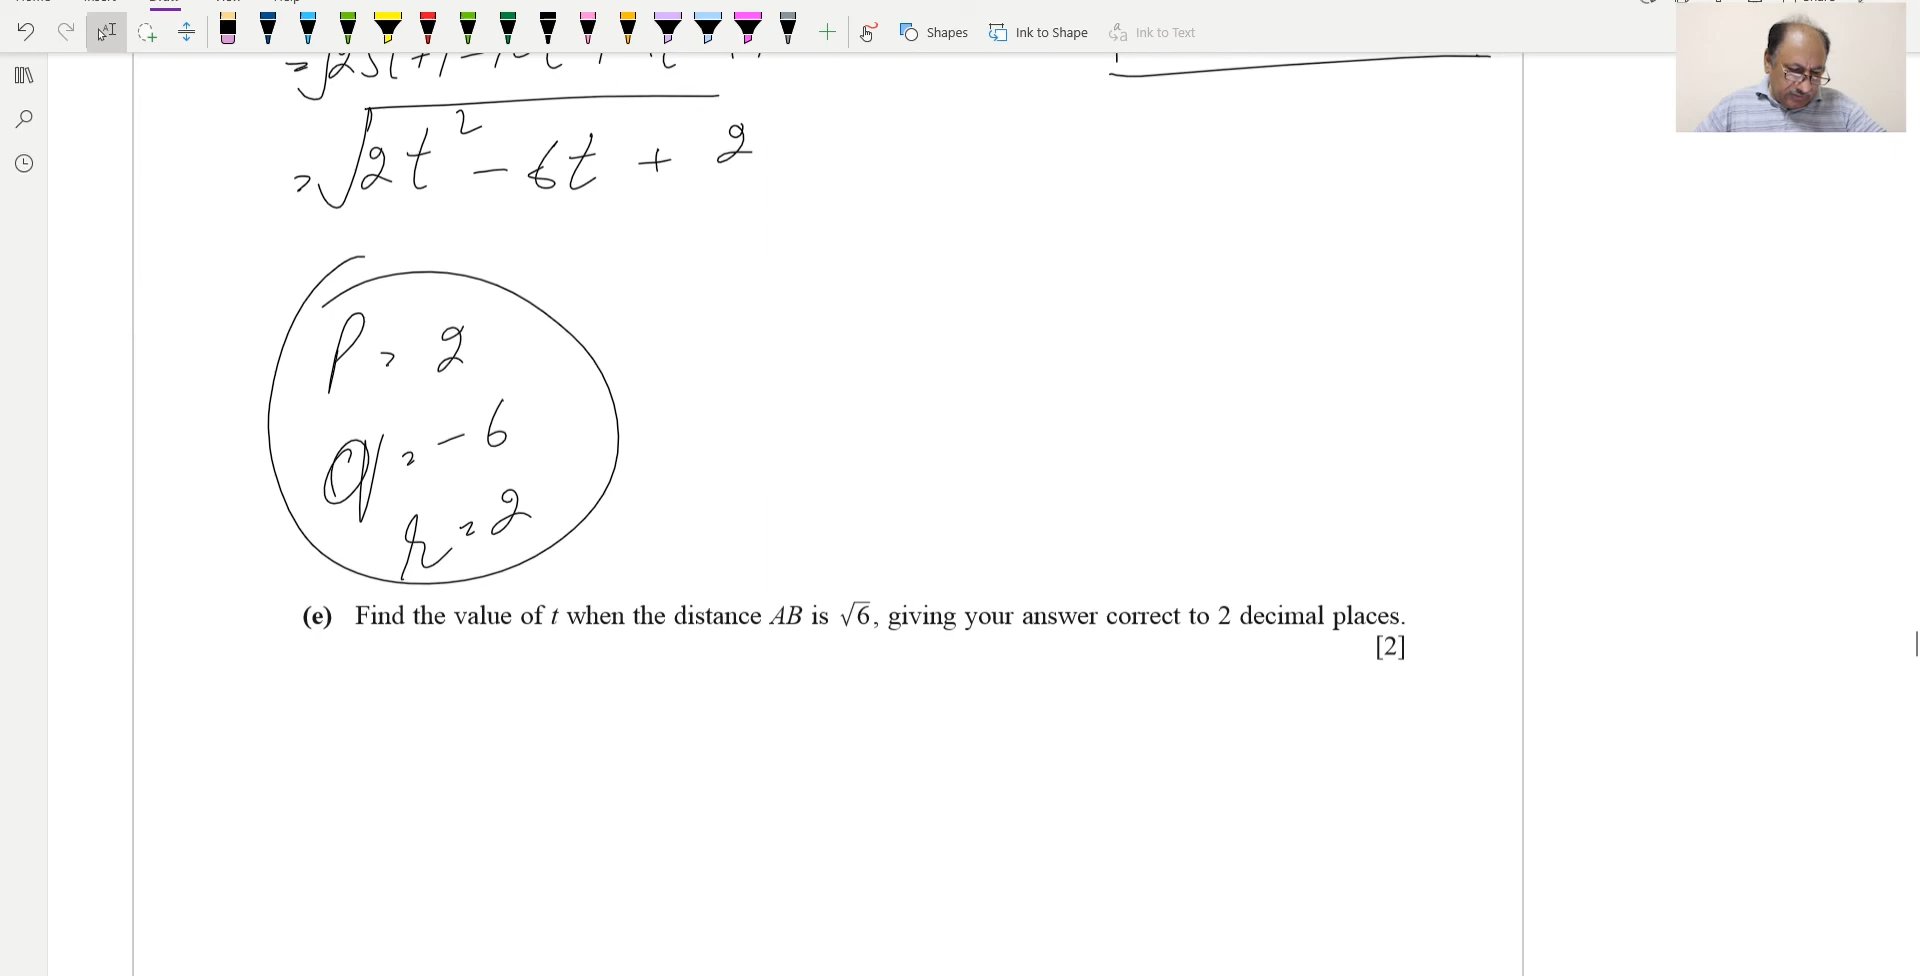 Shapes Ink to Shape Ink to Text
= √2t² - 6t + 2
P = 2
q = - 6
r = 2
(e) Find the value of t when the distance AB is √6, giving your answer correct to 2 decimal places.
[2]